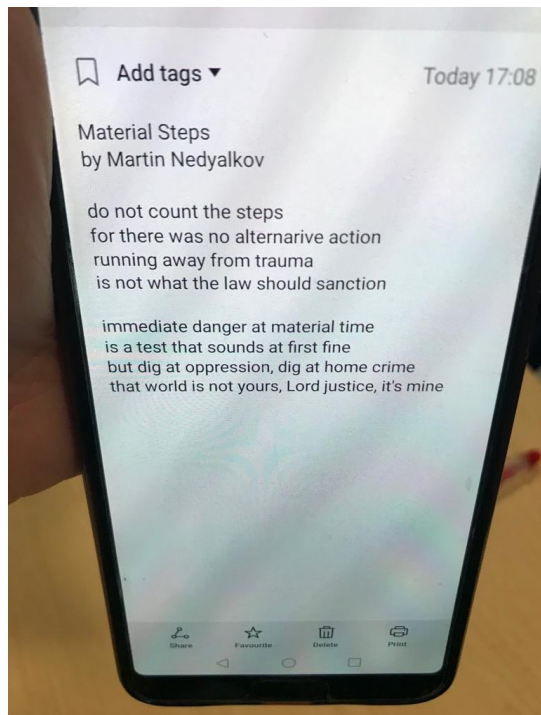 Add tags ▼
Today 17:08
Material Steps
by Martin Nedyalkov
do not count the steps
for there was no alternarive action
running away from trauma
is not what the law should sanction
immediate danger at material time
is a test that sounds at first fine
but dig at oppression, dig at home crime
that world is not yours, Lord justice, it's mine
Share
Favourite
Delete
Print